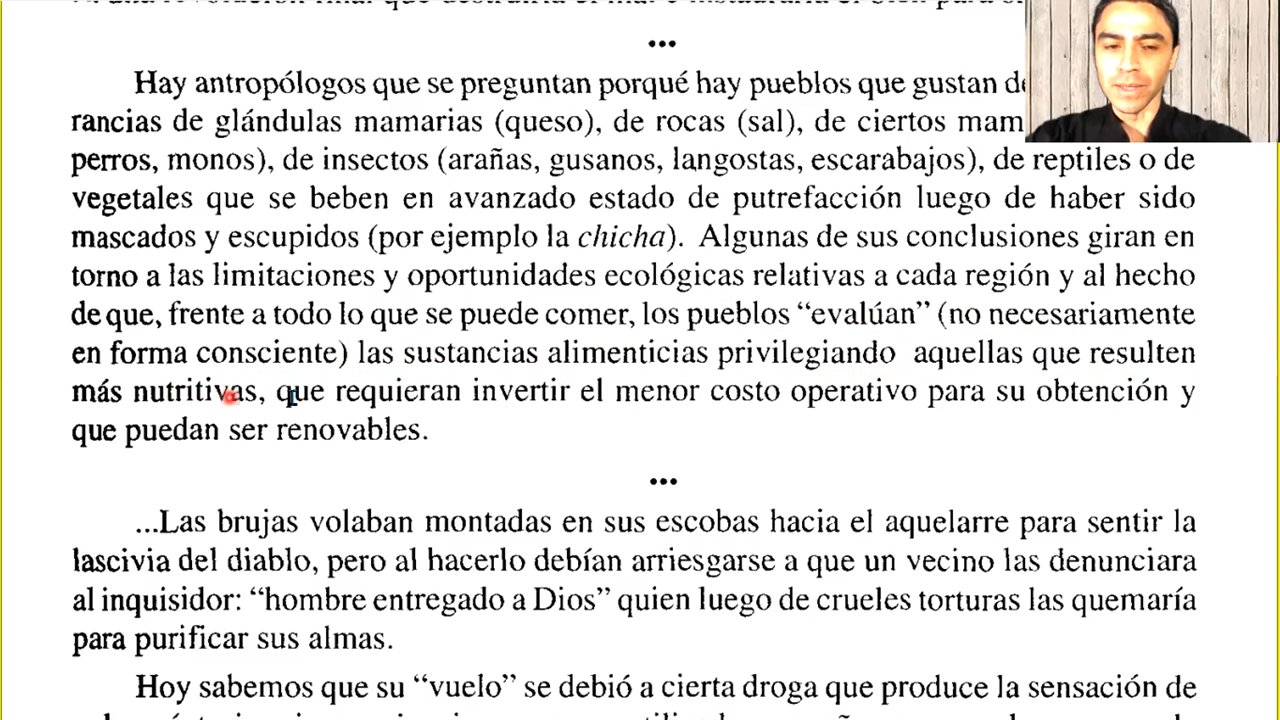 •••
Hay antropólogos que se preguntan porqué hay pueblos que gustan
rancias de glándulas mamarias (queso), de rocas (sal), de ciertos
perros, monos), de insectos (arañas, gusanos, langostas, escarabajos), de reptiles o de
vegetales que se beben en avanzado estado de putrefacción luego de haber sido
mascados y escupidos (por ejemplo la chicha). Algunas de sus conclusiones giran en
torno a las limitaciones y oportunidades ecológicas relativas a cada región y al hecho
de que, frente a todo lo que se puede comer, los pueblos “evalúan” (no necesariamente
en forma consciente) las sustancias alimenticias privilegiando aquellas que resulten
más nutritivas, que requieran invertir el menor costo operativo para su obtención y
que puedan ser renovables.
•••
...Las brujas volaban montadas en sus escobas hacia el aquelarre para sentir la
lascivia del diablo, pero al hacerlo debían arriesgarse a que un vecino las denunciara
al inquisidor: “hombre entregado a Dios” quien luego de crueles torturas las quemaría
para purificar sus almas.
Hoy sabemos que su “vuelo” se debió a cierta droga que produce la sensación de